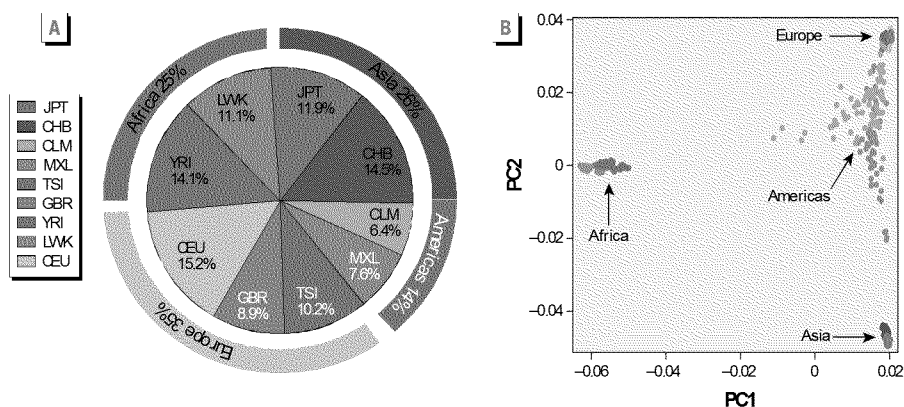 A
JPT
CHB
CLM
MXL
TSI
GBR
YRI
LWK
CEU
Africa 25%
Asia 26%
Americas 14%
Europe 35%
LWK
11.1%
JPT
11.9%
YRI
14.1%
CHB
14.5%
CLM
6.4%
CEU
15.2%
MXL
7.6%
GBR
8.9%
TSI
10.2%
B
0.04
0.02
0
−0.02
−0.04
PC2
Europe
Americas
Africa
Asia
−0.06
−0.04
−0.02
0
0.02
PC1